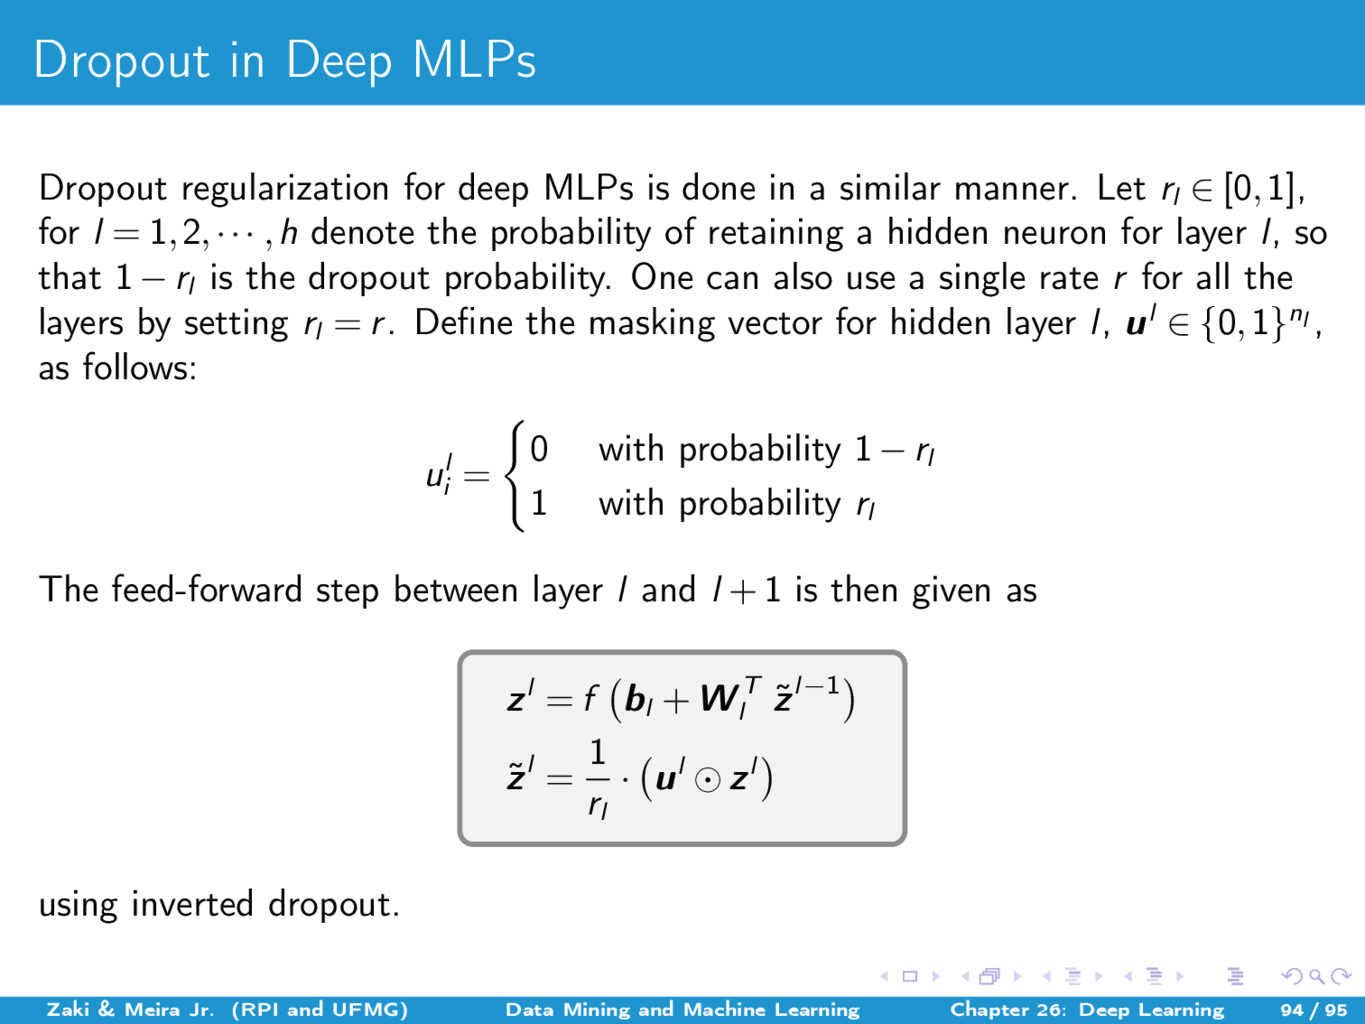 Dropout in Deep MLPs
Dropout regularization for deep MLPs is done in a similar manner. Let r_l ∈ [0, 1],
for l = 1, 2, ··· , h denote the probability of retaining a hidden neuron for layer l, so
that 1 − r_l is the dropout probability. One can also use a single rate r for all the
layers by setting r_l = r. Define the masking vector for hidden layer l, u^l ∈ {0, 1}^{n_l},
as follows:
u_i^l = { 0 with probability 1 − r_l
1 with probability r_l
The feed-forward step between layer l and l + 1 is then given as
z^l = f (b_l + W_l^T z̃^{l−1})
z̃^l = 1/r_l · (u^l ⊙ z^l)
using inverted dropout.
Zaki & Meira Jr. (RPI and UFMG) Data Mining and Machine Learning Chapter 26: Deep Learning 94 / 95